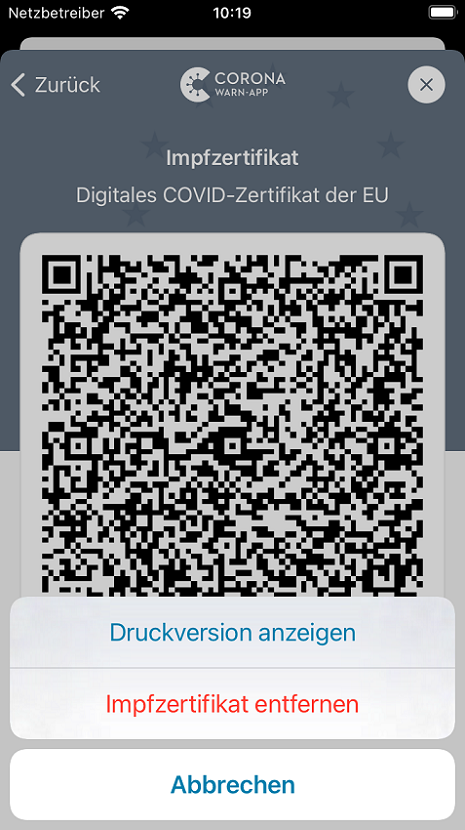 Netzbetreiber
10:19
Zurück
CORONA
WARN-APP
Impfzertifikat
Digitales COVID-Zertifikat der EU
Druckversion anzeigen
Impfzertifikat entfernen
Abbrechen